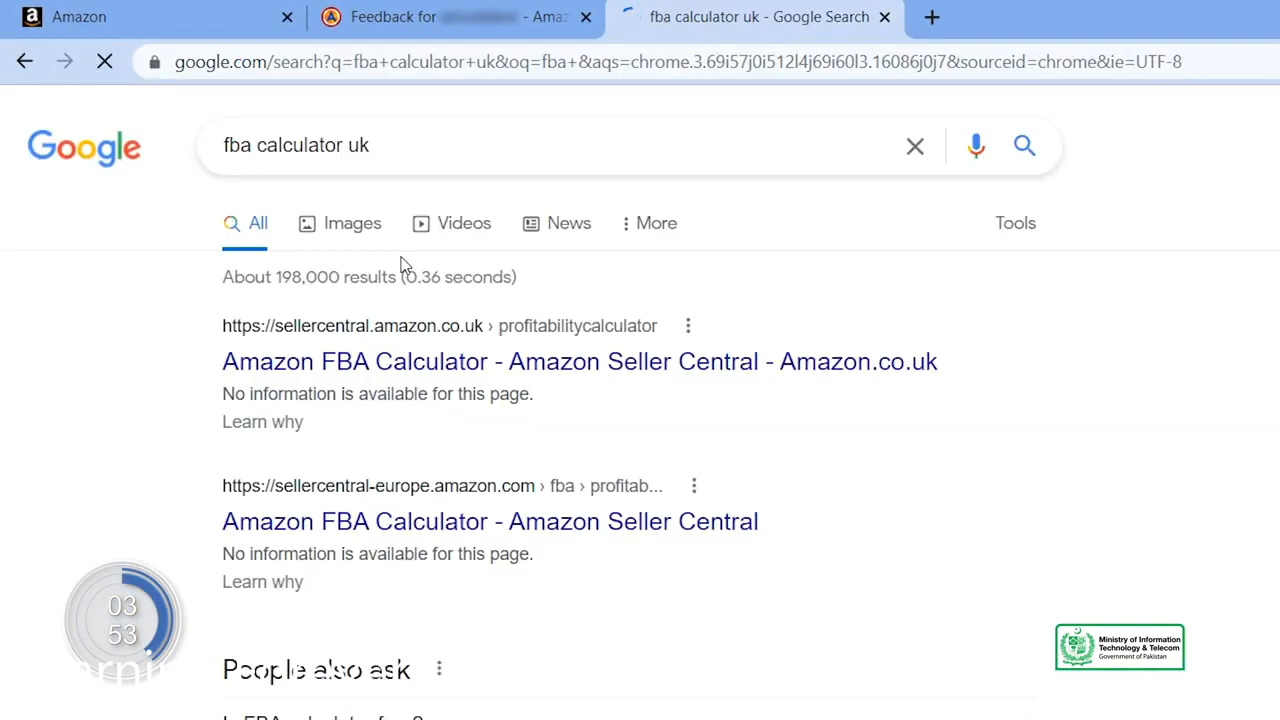 Amazon
Feedback for - Amaz
fba calculator uk - Google Search
google.com/search?q=fba+calculator+uk&oq=fba+&aqs=chrome.3.69i57j0i512l4j69i60l3.16086j0j7&sourceid=chrome&ie=UTF-8
Google
fba calculator uk
All
Images
Videos
News
More
Tools
About 198,000 results (0.36 seconds)
https://sellercentral.amazon.co.uk › profitabilitycalculator
Amazon FBA Calculator - Amazon Seller Central - Amazon.co.uk
No information is available for this page.
Learn why
https://sellercentral-europe.amazon.com › fba › profitab...
Amazon FBA Calculator - Amazon Seller Central
No information is available for this page.
Learn why
03
53
People also ask
Ministry of Information
Technology & Telecom
Government of Pakistan